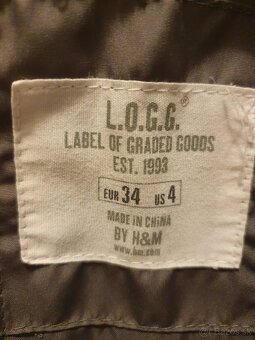 L.O.G.G.®
LABEL OF GRADED GOODS
EST. 1993
EUR 34 US 4
MADE IN CHINA
BY H&M
www.hm.com